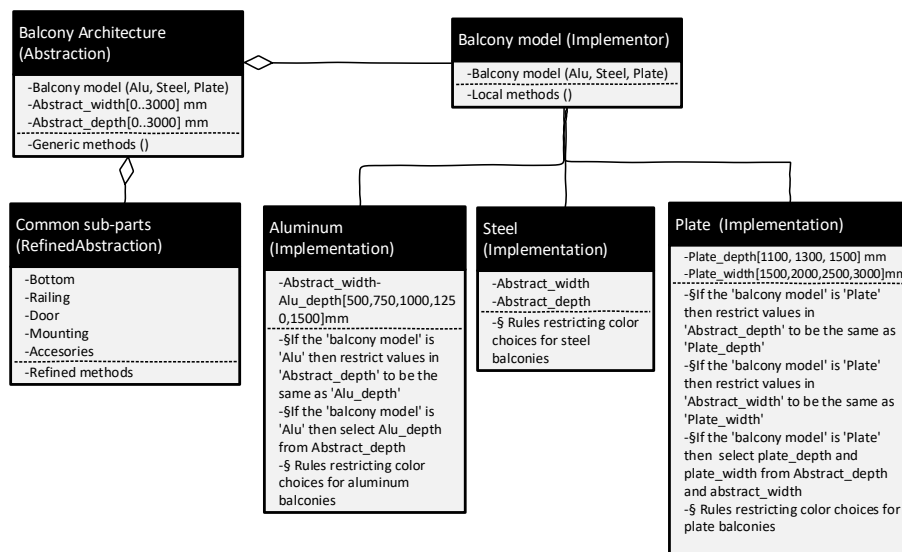 Balcony Architecture
(Abstraction)
-Balcony model (Alu, Steel, Plate)
-Abstract_width[0..3000] mm
-Abstract_depth[0..3000] mm
-Generic methods ()
Balcony model (Implementor)
-Balcony model (Alu, Steel, Plate)
-Local methods ()
Common sub-parts
(RefinedAbstraction)
-Bottom
-Railing
-Door
-Mounting
-Accesories
-Refined methods
Aluminum
(Implementation)
-Abstract_width-
Alu_depth[500,750,1000,125
0,1500]mm
-§If the 'balcony model' is
'Alu' then restrict values in
'Abstract_depth' to be the
same as 'Alu_depth'
-§If the 'balcony model' is
'Alu' then select Alu_depth
from Abstract_depth
-§ Rules restricting color
choices for aluminum
balconies
Steel
(Implementation)
-Abstract_width
-Abstract_depth
-§ Rules restricting color
choices for steel
balconies
Plate (Implementation)
-Plate_depth[1100, 1300, 1500] mm
-Plate_width[1500,2000,2500,3000]mm
-§If the 'balcony model' is 'Plate'
then restrict values in
'Abstract_depth' to be the same as
'Plate_depth'
-§If the 'balcony model' is 'Plate'
then restrict values in
'Abstract_width' to be the same as
'Plate_width'
-§If the 'balcony model' is 'Plate'
then select plate_depth and
plate_width from Abstract_depth
and abstract_width
-§ Rules restricting color choices for
plate balconies